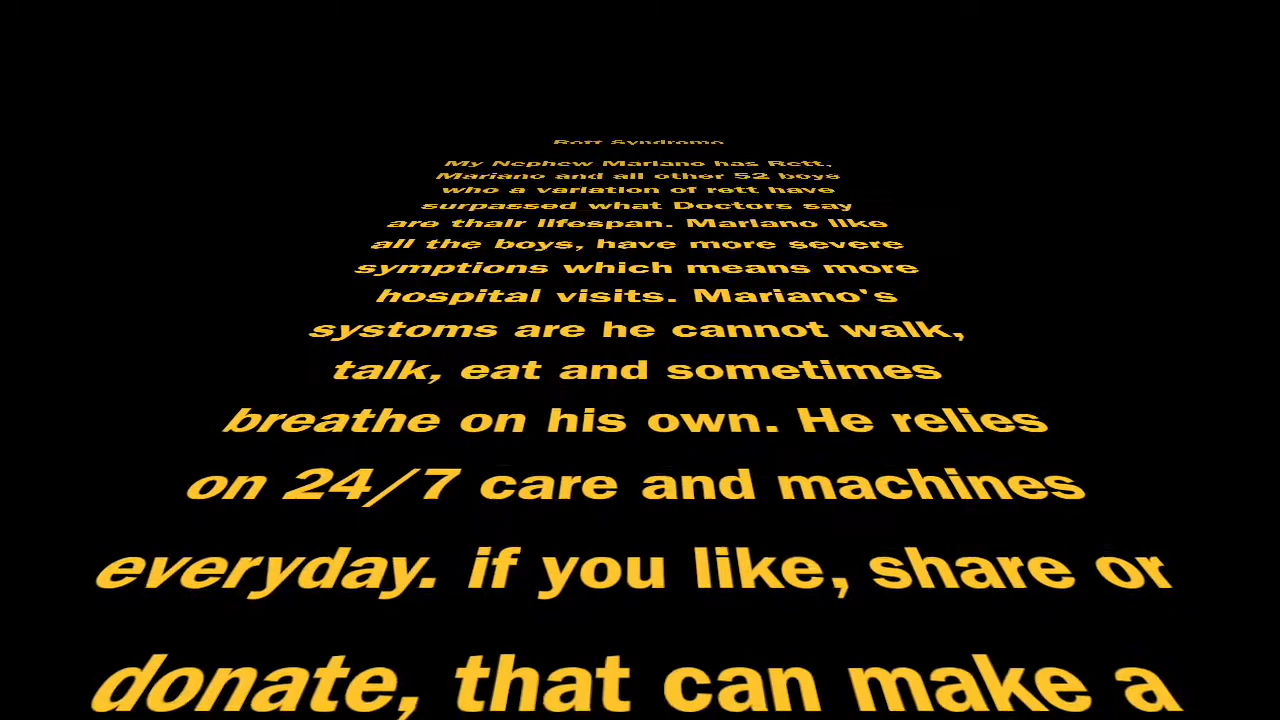 Rett Syndrome
My Nephew Mariano has Rett,
Mariano and all other 52 boys
who a variation of rett have
surpassed what Doctors say
are thair lifespan. Mariano like
all the boys, have more severe
symptions which means more
hospital visits. Mariano's
systoms are he cannot walk,
talk, eat and sometimes
breathe on his own. He relies
on 24/7 care and machines
everyday. if you like, share or
donate, that can make a